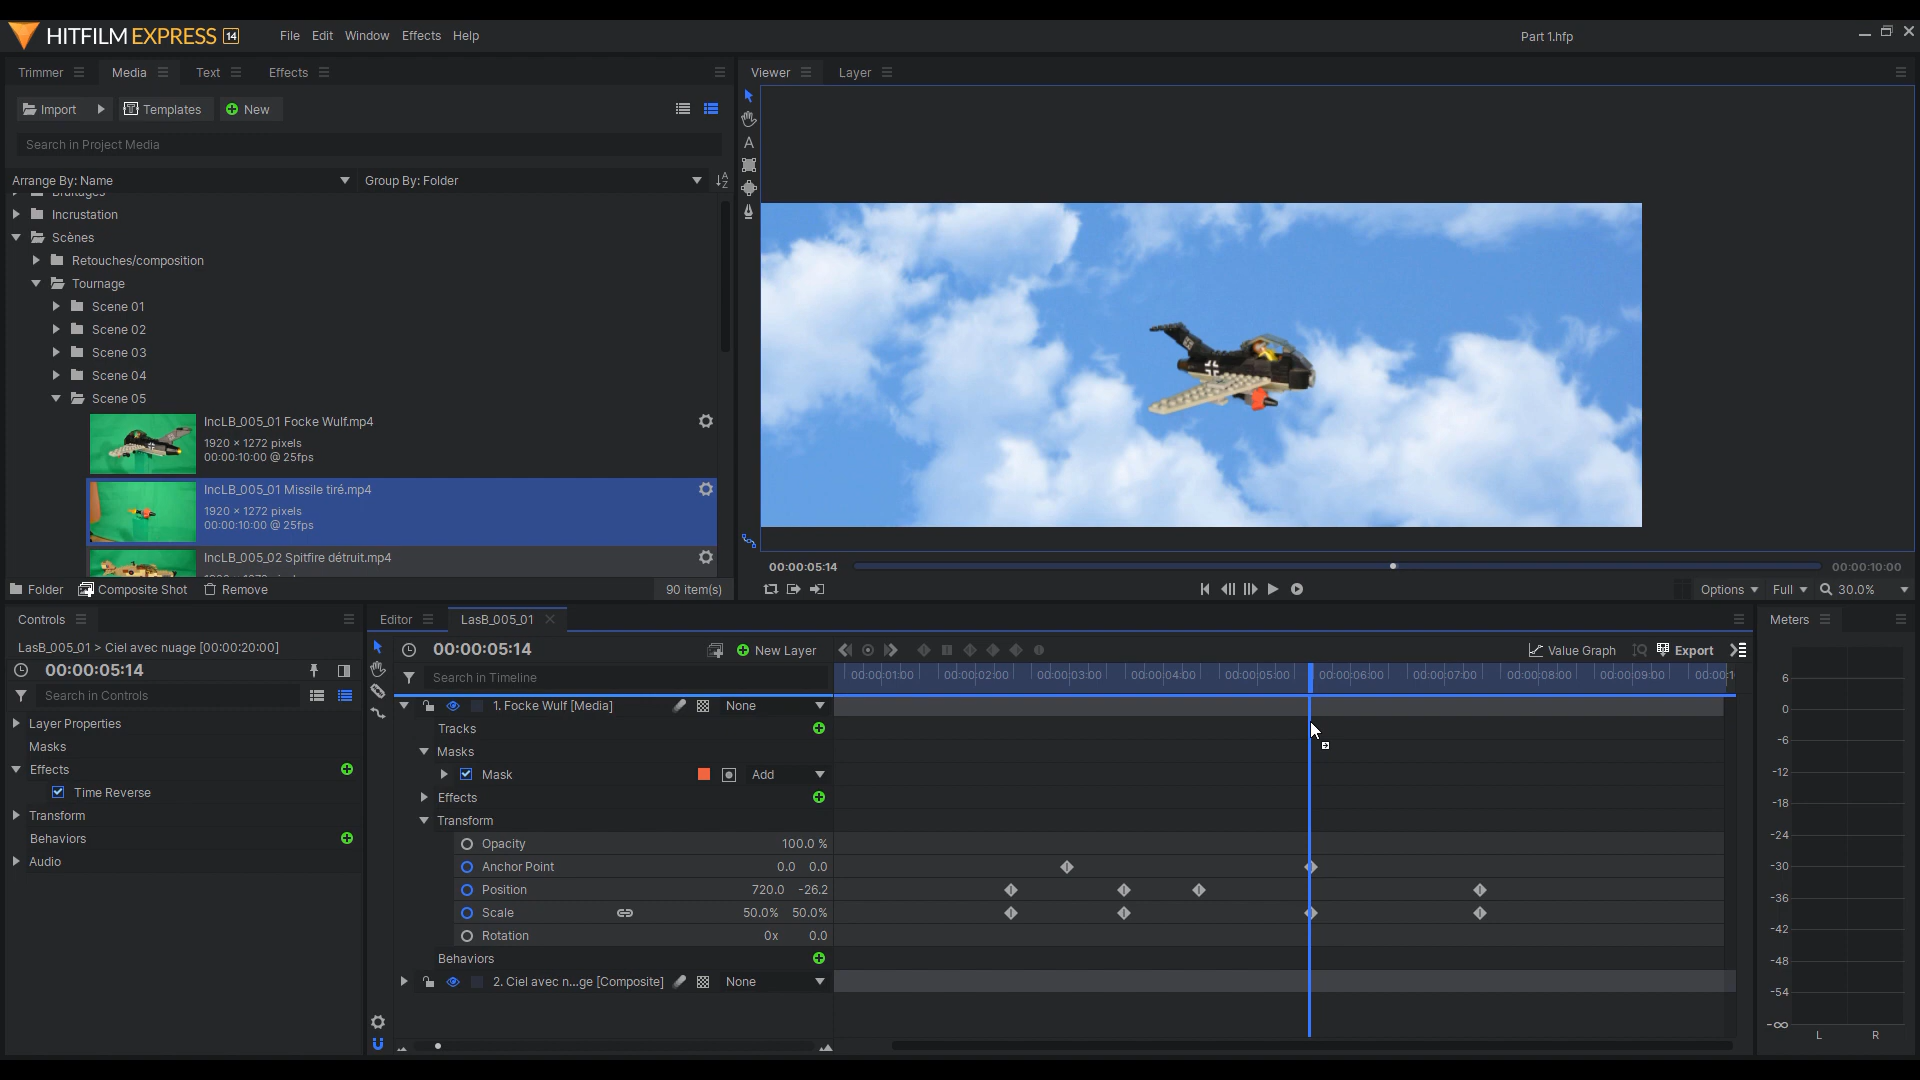 HITFILM EXPRESS 14
File Edit Window Effects Help
Part 1.hfp
Trimmer Media Text Effects
Import Templates New
Search in Project Media
Arrange By: Name Group By: Folder
Bruitages
Incrustation
Scènes
Retouches/composition
Tournage
Scene 01
Scene 02
Scene 03
Scene 04
Scene 05
IncLB_005_01 Focke Wulf.mp4
1920 × 1272 pixels
00:00:10:00 @ 25fps
IncLB_005_01 Missile tiré.mp4
1920 × 1272 pixels
00:00:10:00 @ 25fps
IncLB_005_02 Spitfire détruit.mp4
Folder Composite Shot Remove 90 item(s)
Viewer Layer
A
00:00:05:14 00:00:10:00
Options Full 30.0%
Controls
LasB_005_01 > Ciel avec nuage [00:00:20:00]
00:00:05:14
Search in Controls
Layer Properties
Masks
Effects
Time Reverse
Transform
Behaviors
Audio
Editor LasB_005_01
00:00:05:14 New Layer Value Graph Export
Search in Timeline
00:00:01:00 00:00:02:00 00:00:03:00 00:00:04:00 00:00:05:00 00:00:06:00 00:00:07:00 00:00:08:00 00:00:09:00 00:00:1
1. Focke Wulf [Media] None
Tracks
Masks
Mask Add
Effects
Transform
Opacity 100.0 %
Anchor Point 0.0 0.0
Position 720.0 -26.2
Scale 50.0% 50.0%
Rotation 0x 0.0
Behaviors
2. Ciel avec n...ge [Composite] None
Meters
6
0
-6
-12
-18
-24
-30
-36
-42
-48
-54
-∞
L R